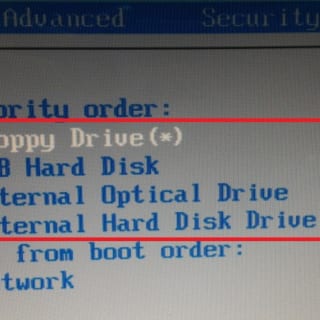 Advanced Security
ority order:
oppy Drive(*)
B Hard Disk
ternal Optical Drive
ternal Hard Disk Drive
from boot order:
twork